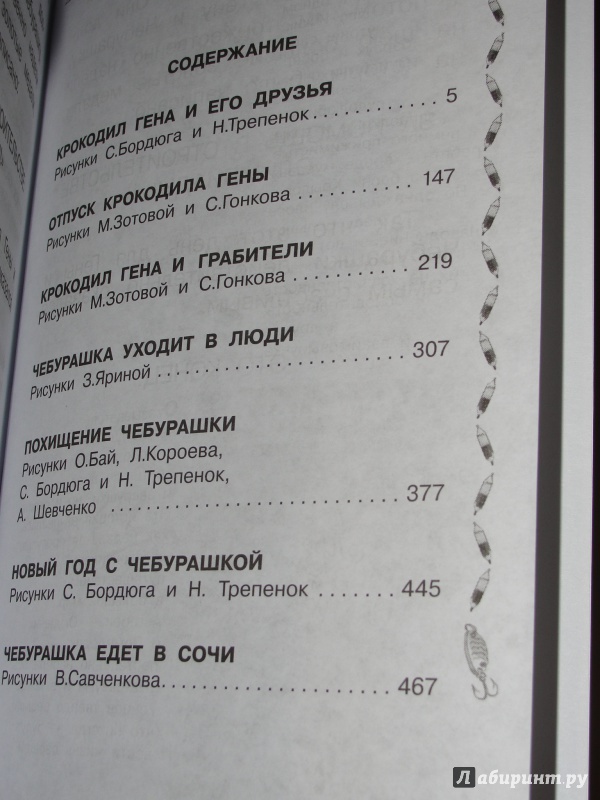 СОДЕРЖАНИЕ
КРОКОДИЛ ГЕНА И ЕГО ДРУЗЬЯ
Рисунки С.Бордюга и Н.Трепенок . . . . . . . . . . . . 5
ОТПУСК КРОКОДИЛА ГЕНЫ
Рисунки М.Зотовой и С.Гонкова . . . . . . . . . . . 147
КРОКОДИЛ ГЕНА И ГРАБИТЕЛИ
Рисунки М.Зотовой и С.Гонкова . . . . . . . . . . . 219
ЧЕБУРАШКА УХОДИТ В ЛЮДИ
Рисунки З.Яриной . . . . . . . . . . . . . . . . . . . . . . . 307
ПОХИЩЕНИЕ ЧЕБУРАШКИ
Рисунки О.Бай, Л.Короева,
С. Бордюга и Н. Трепенок,
А. Шевченко . . . . . . . . . . . . . . . . . . . . . . . . . . 377
НОВЫЙ ГОД С ЧЕБУРАШКОЙ
Рисунки С. Бордюга и Н. Трепенок . . . . . . . 445
ЧЕБУРАШКА ЕДЕТ В СОЧИ
Рисунки В.Савченкова. . . . . . . . . . . . . . . . . . . . 467
Лабиринт.ру